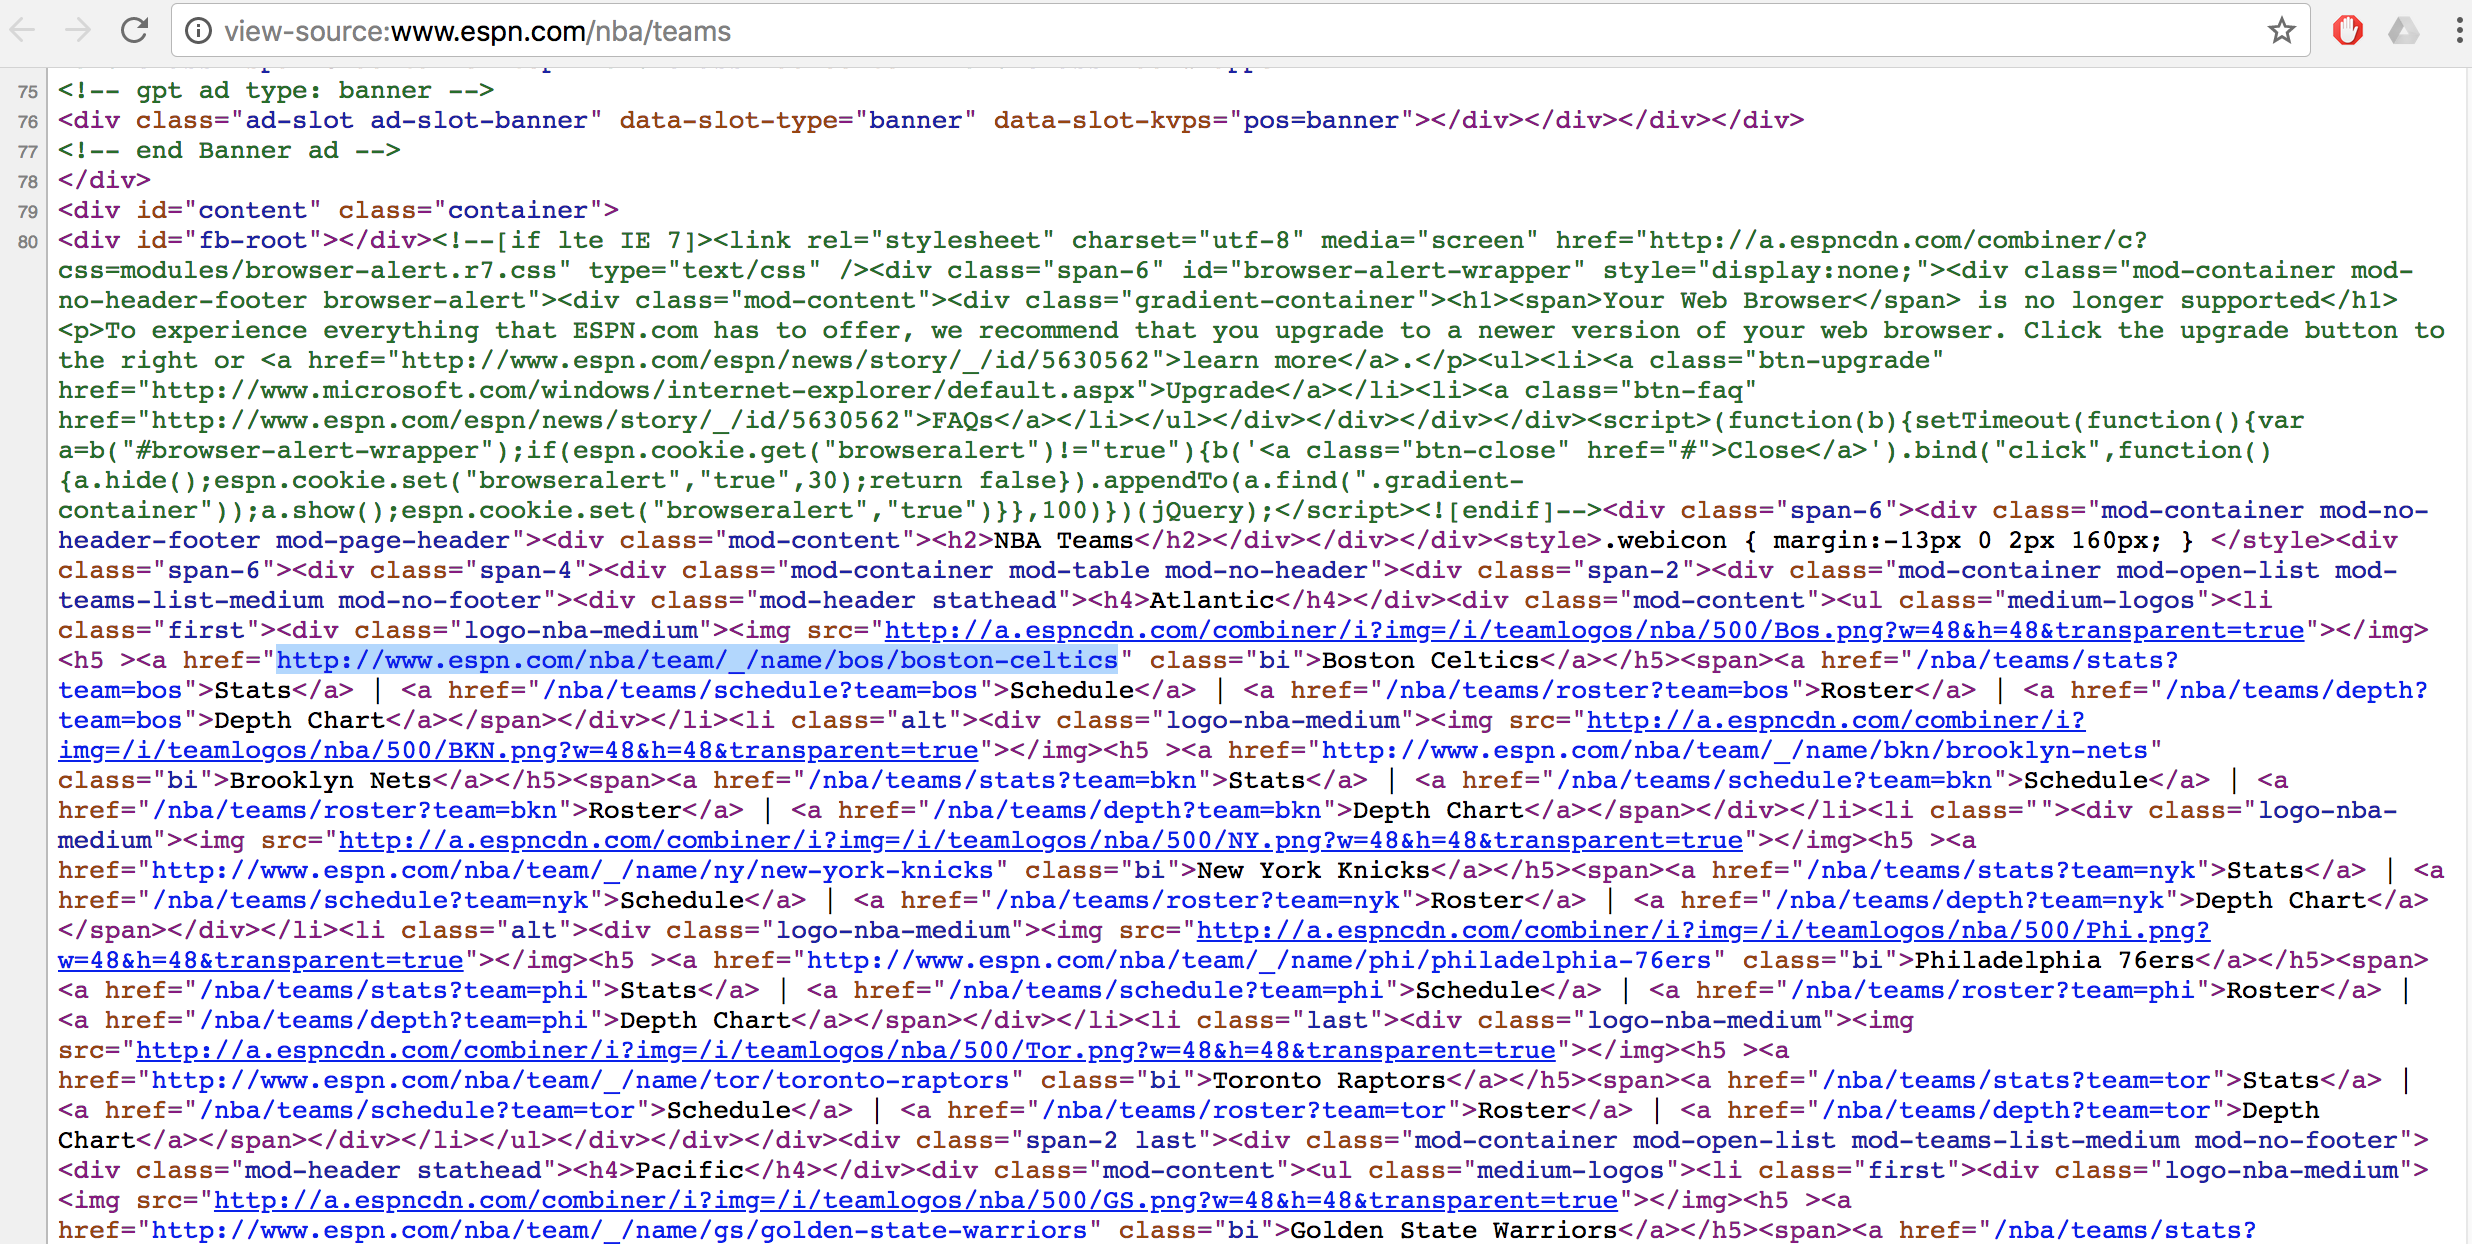 view-source:www.espn.com/nba/teams
75 <!-- gpt ad type: banner -->
76 <div class="ad-slot ad-slot-banner" data-slot-type="banner" data-slot-kvps="pos=banner"></div></div></div></div>
77 <!-- end Banner ad -->
78 </div>
79 <div id="content" class="container">
80 <div id="fb-root"></div><!--[if lte IE 7]><link rel="stylesheet" charset="utf-8" media="screen" href="http://a.espncdn.com/combiner/c?
css=modules/browser-alert.r7.css" type="text/css" /><div class="span-6" id="browser-alert-wrapper" style="display:none;"><div class="mod-container mod-
no-header-footer browser-alert"><div class="mod-content"><div class="gradient-container"><h1><span>Your Web Browser</span> is no longer supported</h1>
<p>To experience everything that ESPN.com has to offer, we recommend that you upgrade to a newer version of your web browser. Click the upgrade button to
the right or <a href="http://www.espn.com/espn/news/story/_/id/5630562">learn more</a>.</p><ul><li><a class="btn-upgrade"
href="http://www.microsoft.com/windows/internet-explorer/default.aspx">Upgrade</a></li><li><a class="btn-faq"
href="http://www.espn.com/espn/news/story/_/id/5630562">FAQs</a></li></ul></div></div></div></div><script>(function(b){setTimeout(function(){var
a=b("#browser-alert-wrapper");if(espn.cookie.get("browseralert")!="true"){b('<a class="btn-close" href="#">Close</a>').bind("click",function()
{a.hide();espn.cookie.set("browseralert","true",30);return false}).appendTo(a.find(".gradient-
container"));a.show();espn.cookie.set("browseralert","true")}},100)})(jQuery);</script><![endif]--><div class="span-6"><div class="mod-container mod-no-
header-footer mod-page-header"><div class="mod-content"><h2>NBA Teams</h2></div></div></div><style>.webicon { margin:-13px 0 2px 160px; } </style><div
class="span-6"><div class="span-4"><div class="mod-container mod-table mod-no-header"><div class="span-2"><div class="mod-container mod-open-list mod-
teams-list-medium mod-no-footer"><div class="mod-header stathead"><h4>Atlantic</h4></div><div class="mod-content"><ul class="medium-logos"><li
class="first"><div class="logo-nba-medium"><img src="http://a.espncdn.com/combiner/i?img=/i/teamlogos/nba/500/Bos.png?w=48&h=48&transparent=true"></img>
<h5 ><a href="http://www.espn.com/nba/team/_/name/bos/boston-celtics" class="bi">Boston Celtics</a></h5><span><a href="/nba/teams/stats?
team=bos">Stats</a> | <a href="/nba/teams/schedule?team=bos">Schedule</a> | <a href="/nba/teams/roster?team=bos">Roster</a> | <a href="/nba/teams/depth?
team=bos">Depth Chart</a></span></div></li><li class="alt"><div class="logo-nba-medium"><img src="http://a.espncdn.com/combiner/i?
img=/i/teamlogos/nba/500/BKN.png?w=48&h=48&transparent=true"></img><h5 ><a href="http://www.espn.com/nba/team/_/name/bkn/brooklyn-nets"
class="bi">Brooklyn Nets</a></h5><span><a href="/nba/teams/stats?team=bkn">Stats</a> | <a href="/nba/teams/schedule?team=bkn">Schedule</a> | <a
href="/nba/teams/roster?team=bkn">Roster</a> | <a href="/nba/teams/depth?team=bkn">Depth Chart</a></span></div></li><li class=""><div class="logo-nba-
medium"><img src="http://a.espncdn.com/combiner/i?img=/i/teamlogos/nba/500/NY.png?w=48&h=48&transparent=true"></img><h5 ><a
href="http://www.espn.com/nba/team/_/name/ny/new-york-knicks" class="bi">New York Knicks</a></h5><span><a href="/nba/teams/stats?team=nyk">Stats</a> | <a
href="/nba/teams/schedule?team=nyk">Schedule</a> | <a href="/nba/teams/roster?team=nyk">Roster</a> | <a href="/nba/teams/depth?team=nyk">Depth Chart</a>
</span></div></li><li class="alt"><div class="logo-nba-medium"><img src="http://a.espncdn.com/combiner/i?img=/i/teamlogos/nba/500/Phi.png?
w=48&h=48&transparent=true"></img><h5 ><a href="http://www.espn.com/nba/team/_/name/phi/philadelphia-76ers" class="bi">Philadelphia 76ers</a></h5><span>
<a href="/nba/teams/stats?team=phi">Stats</a> | <a href="/nba/teams/schedule?team=phi">Schedule</a> | <a href="/nba/teams/roster?team=phi">Roster</a> |
<a href="/nba/teams/depth?team=phi">Depth Chart</a></span></div></li><li class="last"><div class="logo-nba-medium"><img
src="http://a.espncdn.com/combiner/i?img=/i/teamlogos/nba/500/Tor.png?w=48&h=48&transparent=true"></img><h5 ><a
href="http://www.espn.com/nba/team/_/name/tor/toronto-raptors" class="bi">Toronto Raptors</a></h5><span><a href="/nba/teams/stats?team=tor">Stats</a> |
<a href="/nba/teams/schedule?team=tor">Schedule</a> | <a href="/nba/teams/roster?team=tor">Roster</a> | <a href="/nba/teams/depth?team=tor">Depth
Chart</a></span></div></li></ul></div></div></div><div class="span-2 last"><div class="mod-container mod-open-list mod-teams-list-medium mod-no-footer">
<div class="mod-header stathead"><h4>Pacific</h4></div><div class="mod-content"><ul class="medium-logos"><li class="first"><div class="logo-nba-medium">
<img src="http://a.espncdn.com/combiner/i?img=/i/teamlogos/nba/500/GS.png?w=48&h=48&transparent=true"></img><h5 ><a
href="http://www.espn.com/nba/team/_/name/gs/golden-state-warriors" class="bi">Golden State Warriors</a></h5><span><a href="/nba/teams/stats?